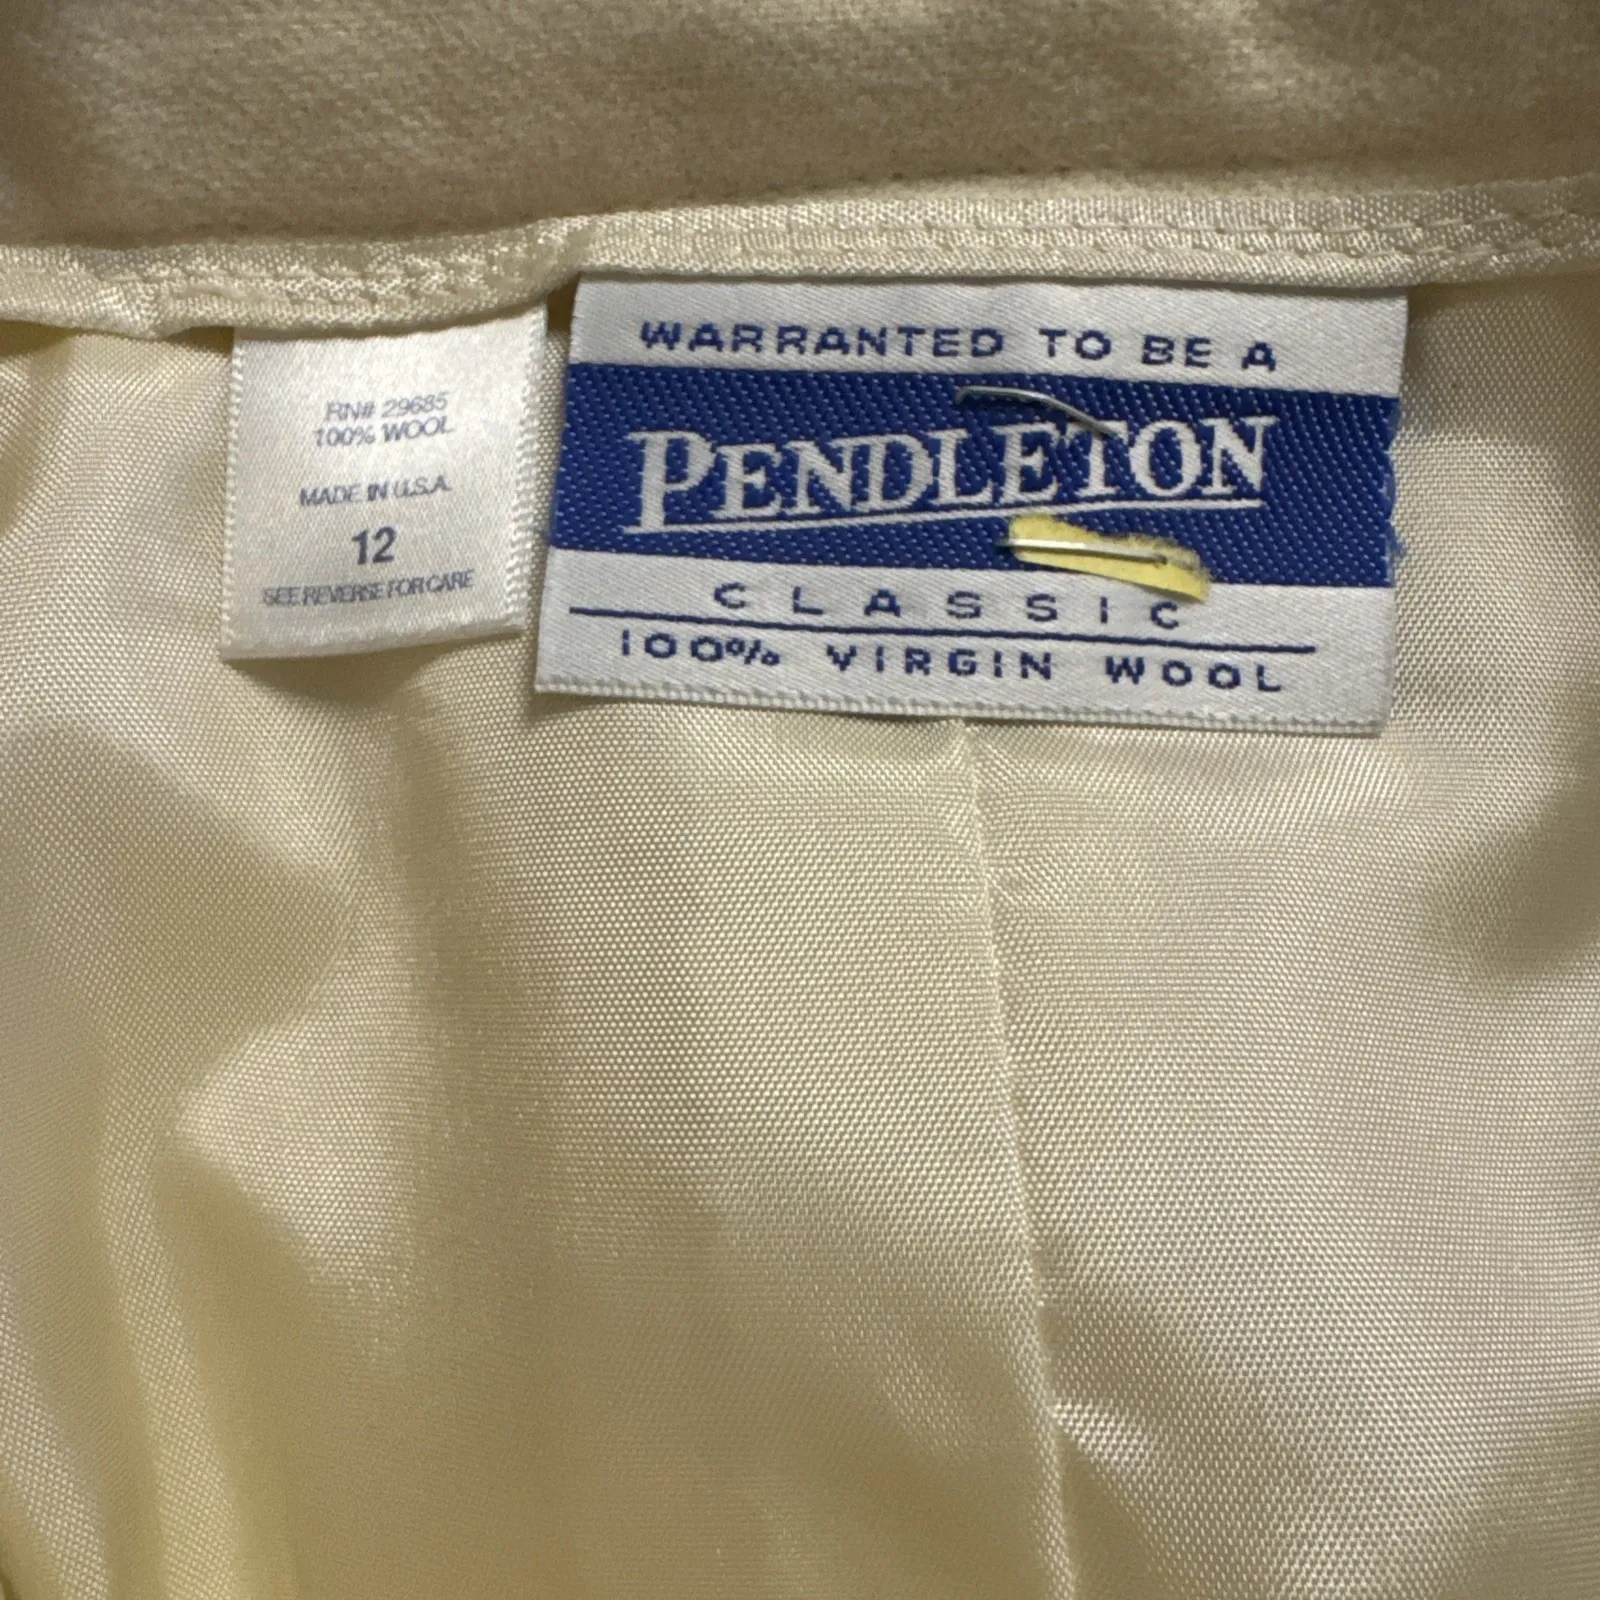 RN# 29685
100% WOOL
MADE IN U.S.A.
12
SEE REVERSE FOR CARE
WARRANTED TO BE A
PENDLETON
CLASSIC
100% VIRGIN WOOL